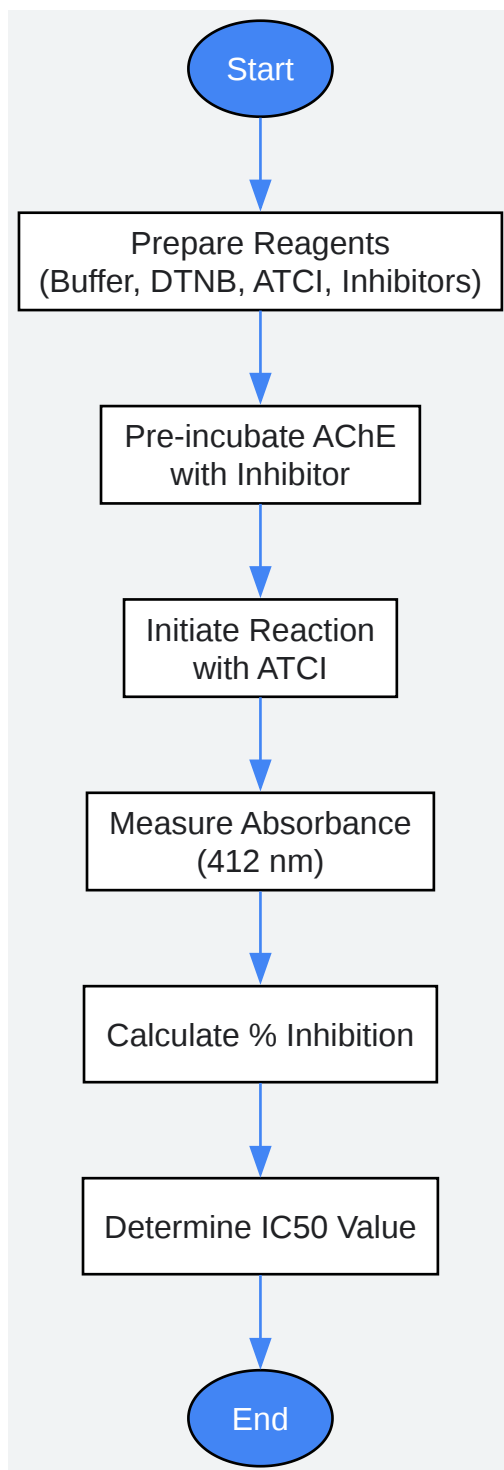 Start
Prepare Reagents
(Buffer, DTNB, ATCI, Inhibitors)
Pre-incubate AChE
with Inhibitor
Initiate Reaction
with ATCI
Measure Absorbance
(412 nm)
Calculate % Inhibition
Determine IC50 Value
End